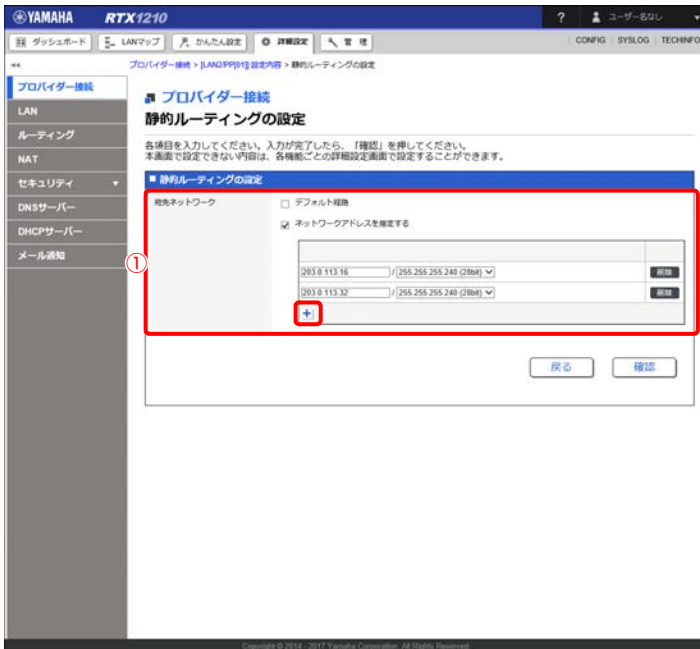 YAMAHA RTX1210 ? ユーザー名なし
ダッシュボード LANマップ かんたん設定 詳細設定 管理 CONFIG SYSLOG TECHINFO
プロバイダー接続 > [LAN2/PP[01]] 設定内容 > 静的ルーティングの設定
プロバイダー接続
LAN
ルーティング
NAT
セキュリティ
DNSサーバー
DHCPサーバー
メール通知
プロバイダー接続
静的ルーティングの設定
各項目を入力してください。入力が完了したら、「確認」を押してください。
本画面で設定できない内容は、各機能ごとの詳細設定画面で設定することができます。
■ 静的ルーティングの設定
①
宛先ネットワーク
デフォルト経路
ネットワークアドレスを指定する
203.0.113.16 / 255.255.255.240 (28bit) 削除
203.0.113.32 / 255.255.255.240 (28bit) 削除
+
戻る 確認
Copyright © 2014 - 2017 Yamaha Corporation. All Rights Reserved.